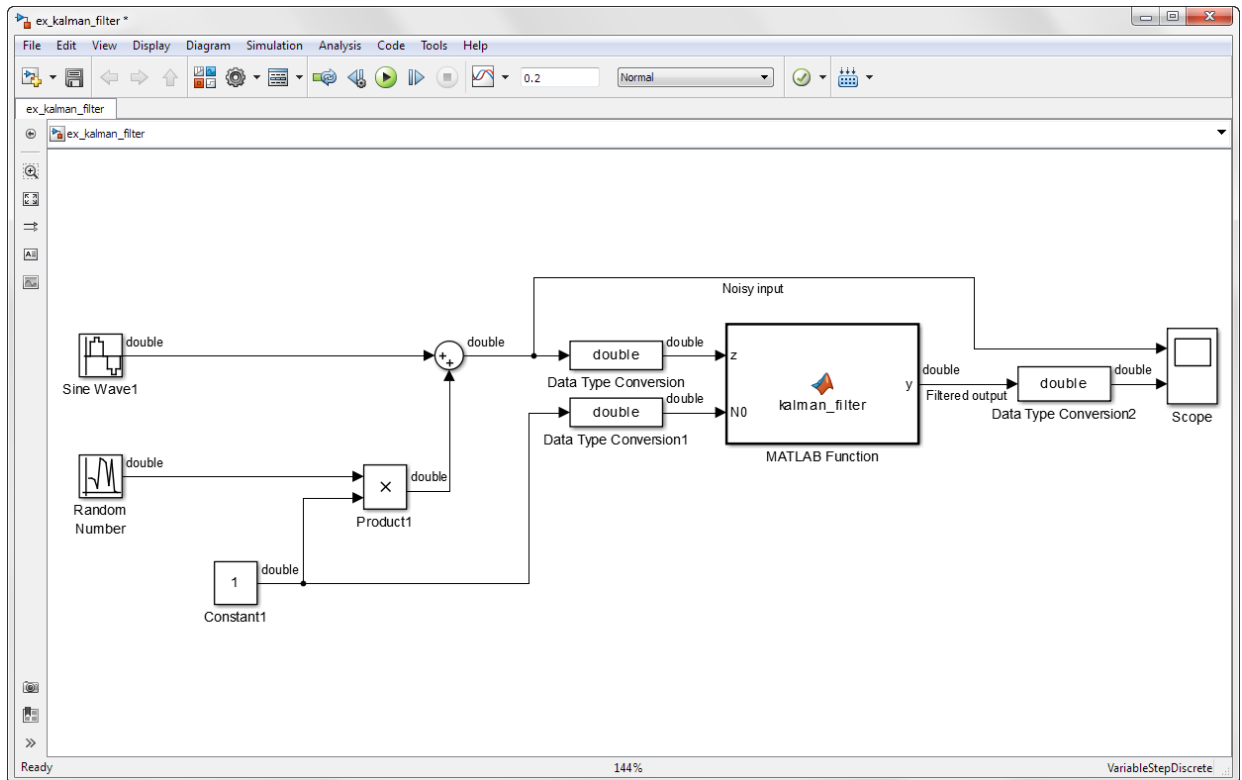 ex_kalman_filter *
File Edit View Display Diagram Simulation Analysis Code Tools Help
0.2 Normal
ex_kalman_filter
ex_kalman_filter
Noisy input
double
double
double
double
double
z
Sine Wave1
Data Type Conversion
double
y
double
double
Filtered output
kalman_filter
double
double
N0
Data Type Conversion2
Scope
Data Type Conversion1
MATLAB Function
double
double
×
Random
Number
Product1
double
1
Constant1
Ready 144% VariableStepDiscrete